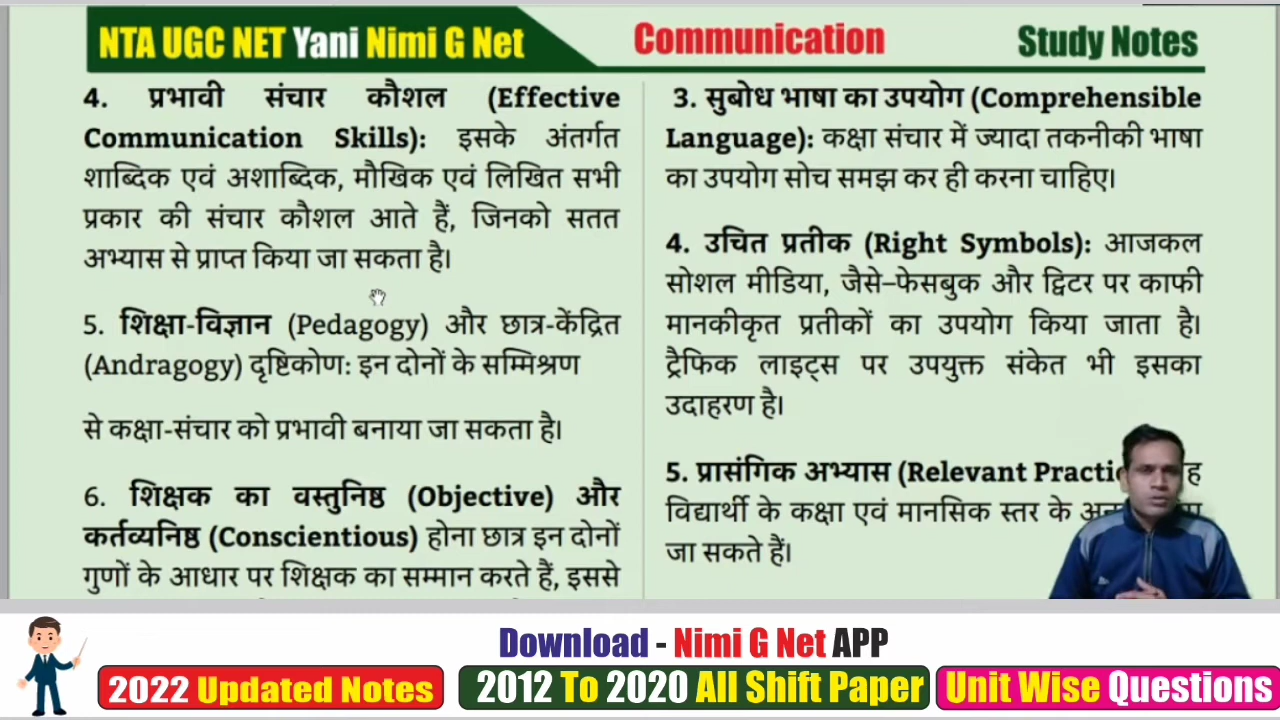 NTA UGC NET Yani Nimi G Net
Communication
Study Notes
4. प्रभावी संचार कौशल (Effective
Communication Skills): इसके अंतर्गत
शाब्दिक एवं अशाब्दिक, मौखिक एवं लिखित सभी
प्रकार की संचार कौशल आते हैं, जिनको सतत
अभ्यास से प्राप्त किया जा सकता है।
5. शिक्षा-विज्ञान (Pedagogy) और छात्र-केंद्रित
(Andragogy) दृष्टिकोण: इन दोनों के सम्मिश्रण
से कक्षा-संचार को प्रभावी बनाया जा सकता है।
6. शिक्षक का वस्तुनिष्ठ (Objective) और
कर्तव्यनिष्ठ (Conscientious) होना छात्र इन दोनों
गुणों के आधार पर शिक्षक का सम्मान करते हैं, इससे
3. सुबोध भाषा का उपयोग (Comprehensible
Language): कक्षा संचार में ज्यादा तकनीकी भाषा
का उपयोग सोच समझ कर ही करना चाहिए।
4. उचित प्रतीक (Right Symbols): आजकल
सोशल मीडिया, जैसे–फेसबुक और ट्विटर पर काफी
मानकीकृत प्रतीकों का उपयोग किया जाता है।
ट्रैफिक लाइट्स पर उपयुक्त संकेत भी इसका
उदाहरण है।
5. प्रासंगिक अभ्यास (Relevant
विद्यार्थी के कक्षा एवं मानसिक स्तर के
जा सकते हैं।
Download - Nimi G Net APP
2022 Updated Notes
2012 To 2020 All Shift Paper
Unit Wise Questions